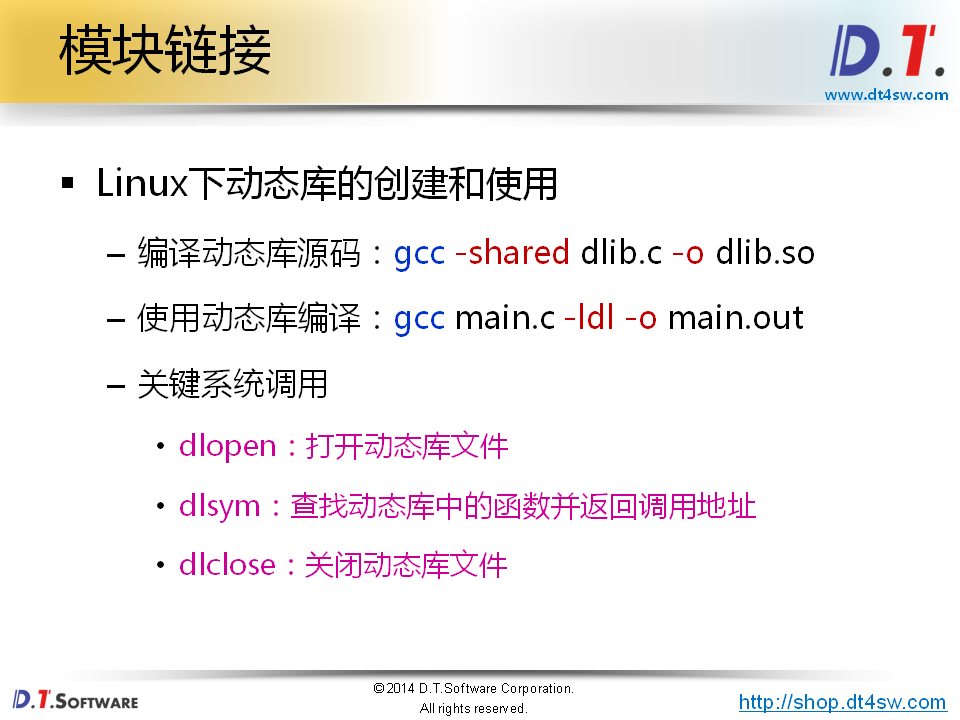 模块链接
D.T.
www.dt4sw.com
▪ Linux下动态库的创建和使用
– 编译动态库源码：gcc -shared dlib.c -o dlib.so
– 使用动态库编译：gcc main.c -ldl -o main.out
– 关键系统调用
• dlopen：打开动态库文件
• dlsym：查找动态库中的函数并返回调用地址
• dlclose：关闭动态库文件
D.T.SOFTWARE
©2014 D.T.Software Corporation.
All rights reserved.
http://shop.dt4sw.com